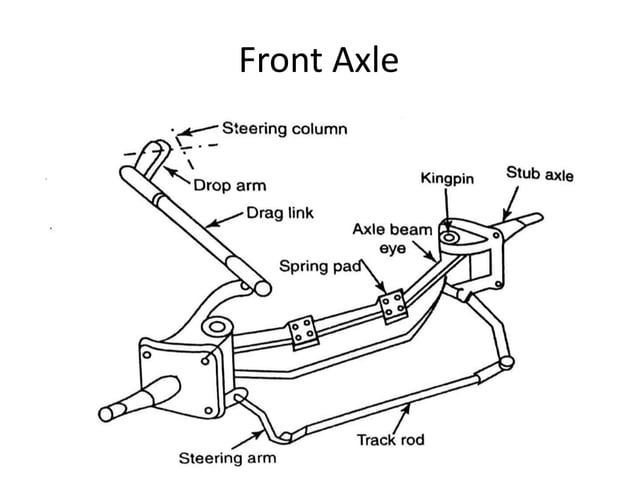 Front Axle
Steering column
Drop arm
Drag link
Kingpin
Stub axle
Axle beam
eye
Spring pad
Track rod
Steering arm